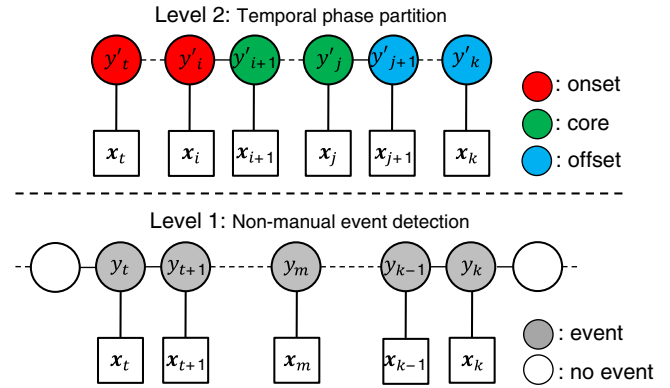 Level 2: Temporal phase partition
y′t y′i y′i+1 y′j y′j+1 y′k
: onset
: core
: offset
xt xi xi+1 xj xj+1 xk
Level 1: Non-manual event detection
yt yt+1 ym yk−1 yk
: event
: no event
xt xt+1 xm xk−1 xk